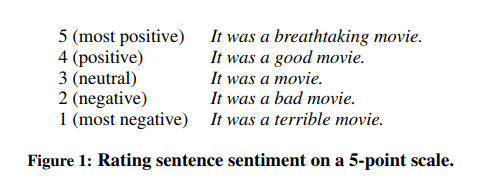 5 (most positive) It was a breathtaking movie.
4 (positive) It was a good movie.
3 (neutral) It was a movie.
2 (negative) It was a bad movie.
1 (most negative) It was a terrible movie.
Figure 1: Rating sentence sentiment on a 5-point scale.